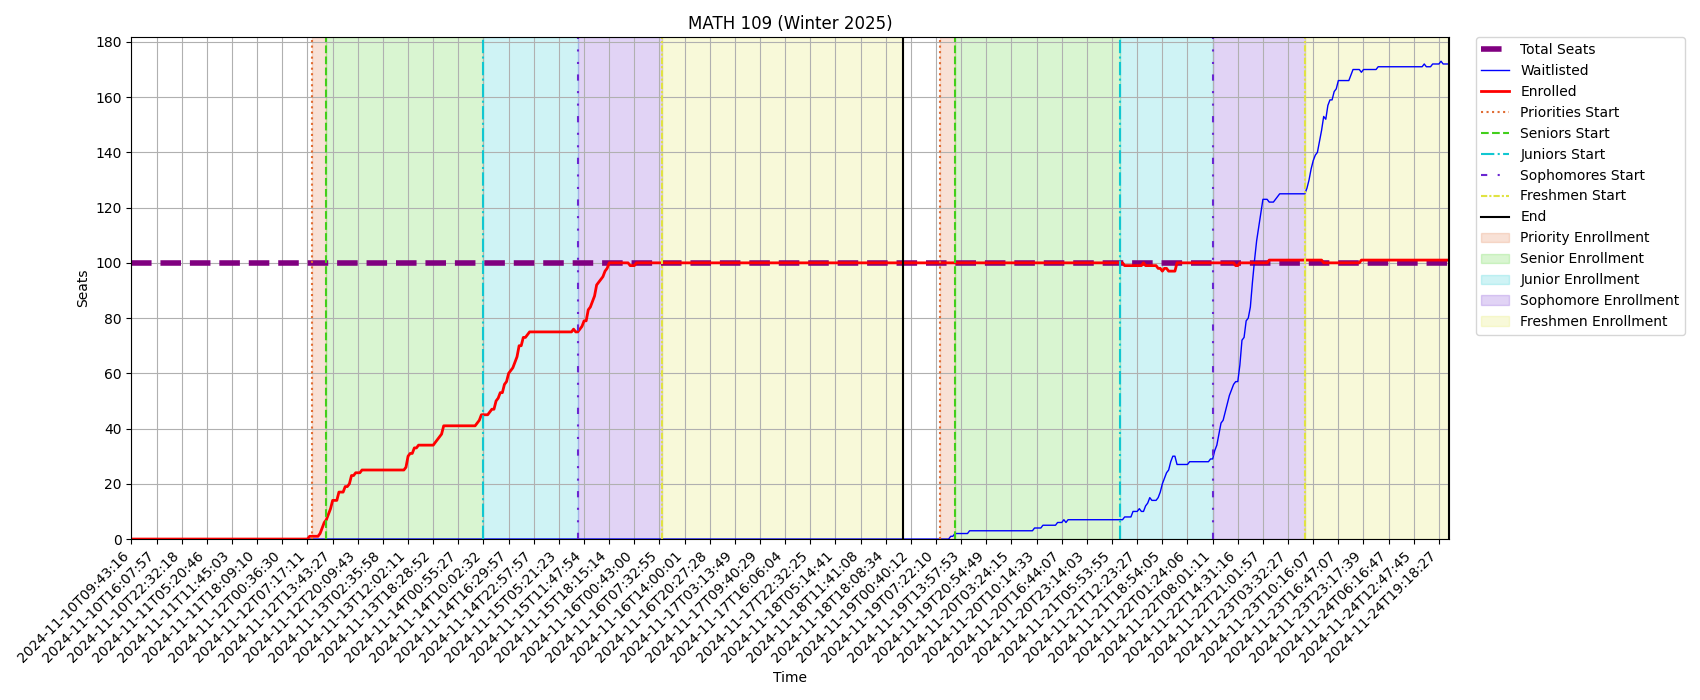 MATH 109 (Winter 2025)
180
160
140
120
100
80
60
40
20
0
Seats
2024-11-10T09:43:16
2024-11-10T16:07:57
2024-11-10T22:32:18
2024-11-11T05:20:46
2024-11-11T11:45:03
2024-11-11T18:09:10
2024-11-12T00:36:30
2024-11-12T07:17:11
2024-11-12T13:43:27
2024-11-12T20:09:43
2024-11-13T02:35:58
2024-11-13T12:02:11
2024-11-13T18:28:52
2024-11-14T00:55:27
2024-11-14T10:02:32
2024-11-14T16:29:57
2024-11-14T22:57:57
2024-11-15T05:21:23
2024-11-15T11:47:54
2024-11-15T18:15:14
2024-11-16T00:43:00
2024-11-16T07:32:55
2024-11-16T14:00:01
2024-11-16T20:27:28
2024-11-17T03:13:49
2024-11-17T09:40:29
2024-11-17T16:06:04
2024-11-17T22:32:25
2024-11-18T05:14:41
2024-11-18T11:41:08
2024-11-18T18:08:34
2024-11-19T00:40:12
2024-11-19T07:22:10
2024-11-19T13:57:53
2024-11-19T20:54:49
2024-11-20T03:24:15
2024-11-20T10:14:33
2024-11-20T16:44:07
2024-11-20T23:14:03
2024-11-21T05:53:55
2024-11-21T12:23:27
2024-11-21T18:54:05
2024-11-22T01:24:06
2024-11-22T08:01:11
2024-11-22T14:31:16
2024-11-22T21:01:57
2024-11-23T03:32:27
2024-11-23T10:16:07
2024-11-23T16:47:07
2024-11-23T23:17:39
2024-11-24T06:16:47
2024-11-24T12:47:45
2024-11-24T19:18:27
Time
Total Seats
Waitlisted
Enrolled
Priorities Start
Seniors Start
Juniors Start
Sophomores Start
Freshmen Start
End
Priority Enrollment
Senior Enrollment
Junior Enrollment
Sophomore Enrollment
Freshmen Enrollment